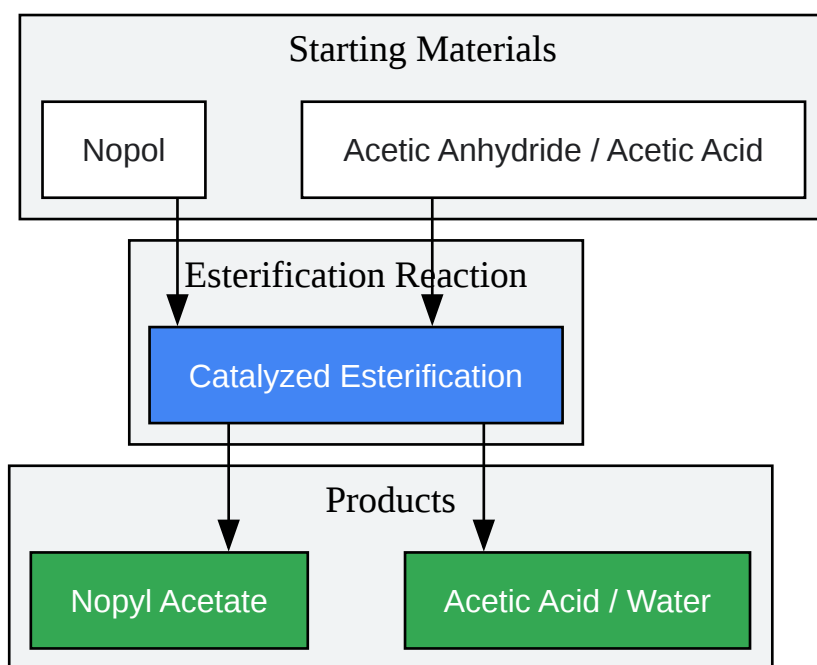 Starting Materials
Nopol
Acetic Anhydride / Acetic Acid
Esterification Reaction
Catalyzed Esterification
Products
Nopyl Acetate
Acetic Acid / Water